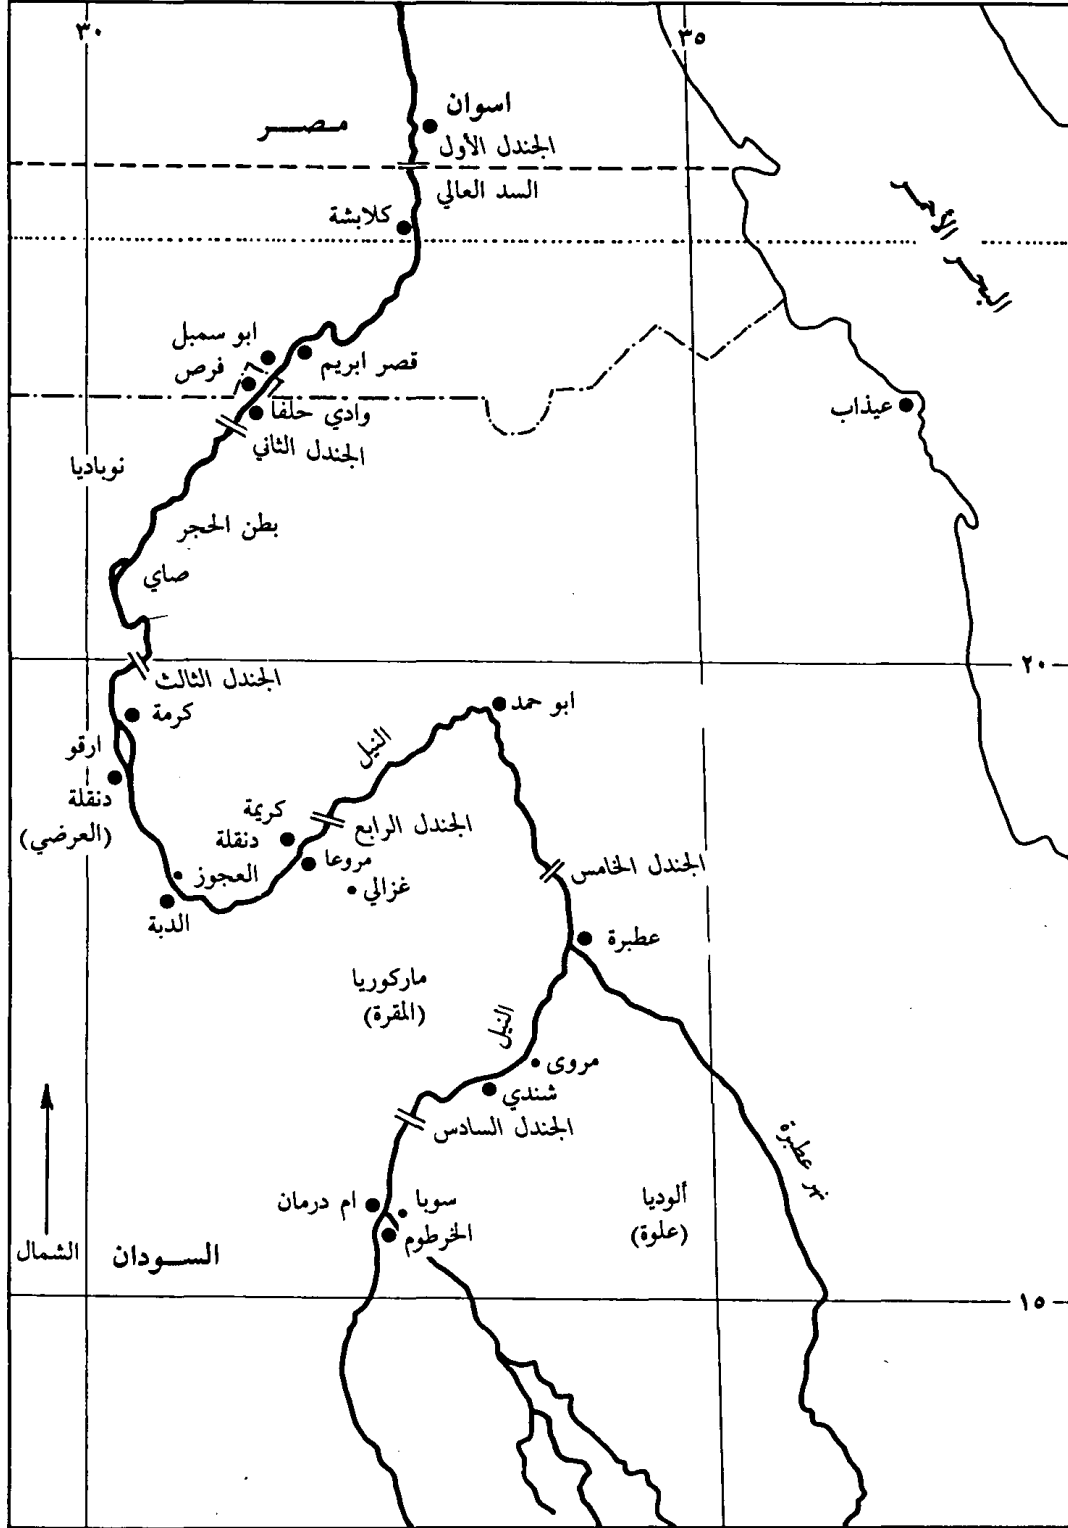 ٣٠
٣٥
اسوان
مصر
الجندل الأول
السد العالي
كلابشة
البحر
الأحمر
ابو سمبل
قصر ابريم
فرص
وادي حلفا
عيذاب
الجندل الثاني
نوباديا
بطن الحجر
صاي
٢٠
الجندل الثالث
كرمة
ابو حمد
النيل
ارقو
دنقلة
(العرضي)
كريمة
الجندل الرابع
دنقلة
العجوز
مروعا
غزالي
الجندل الخامس
الدبة
عطبرة
ماركوريا
(المقرة)
النيل
مروى
شندي
الجندل السادس
نهر عطبرة
ام درمان
سوبا
الخرطوم
ألوديا
(علوة)
الشمال
السودان
١٥